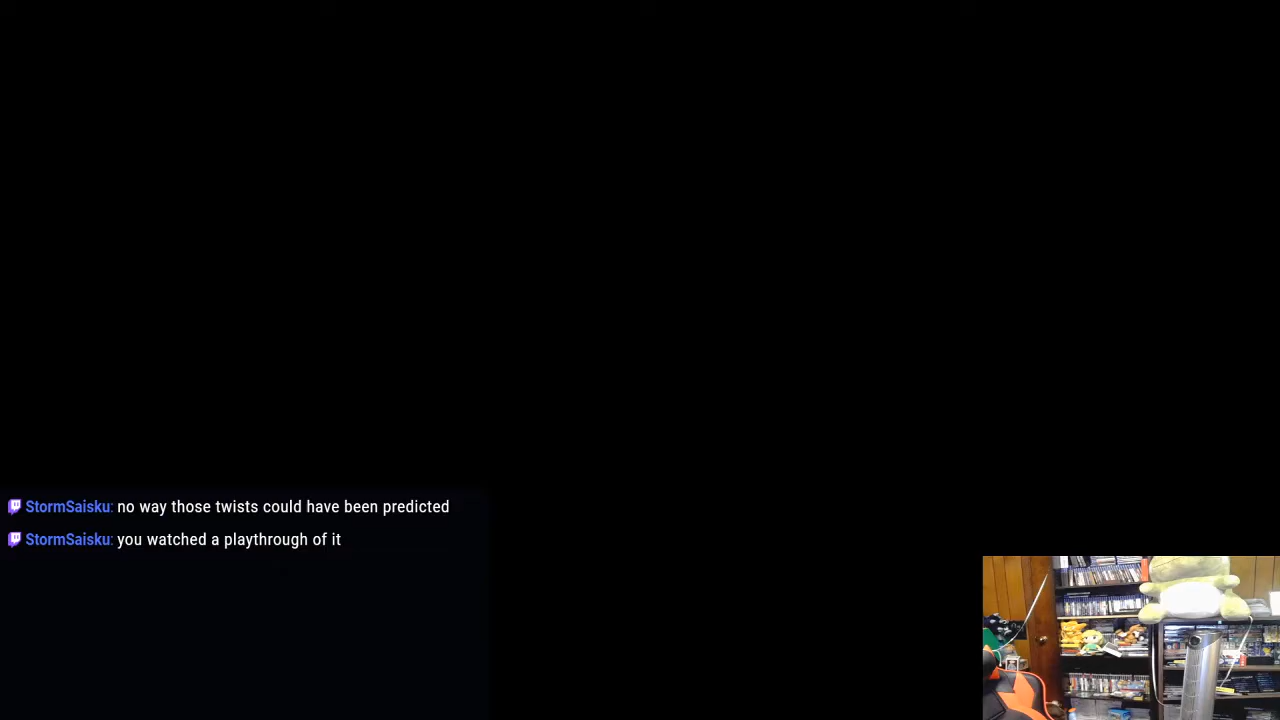 StormSaisku: no way those twists could have been predicted
StormSaisku: you watched a playthrough of it